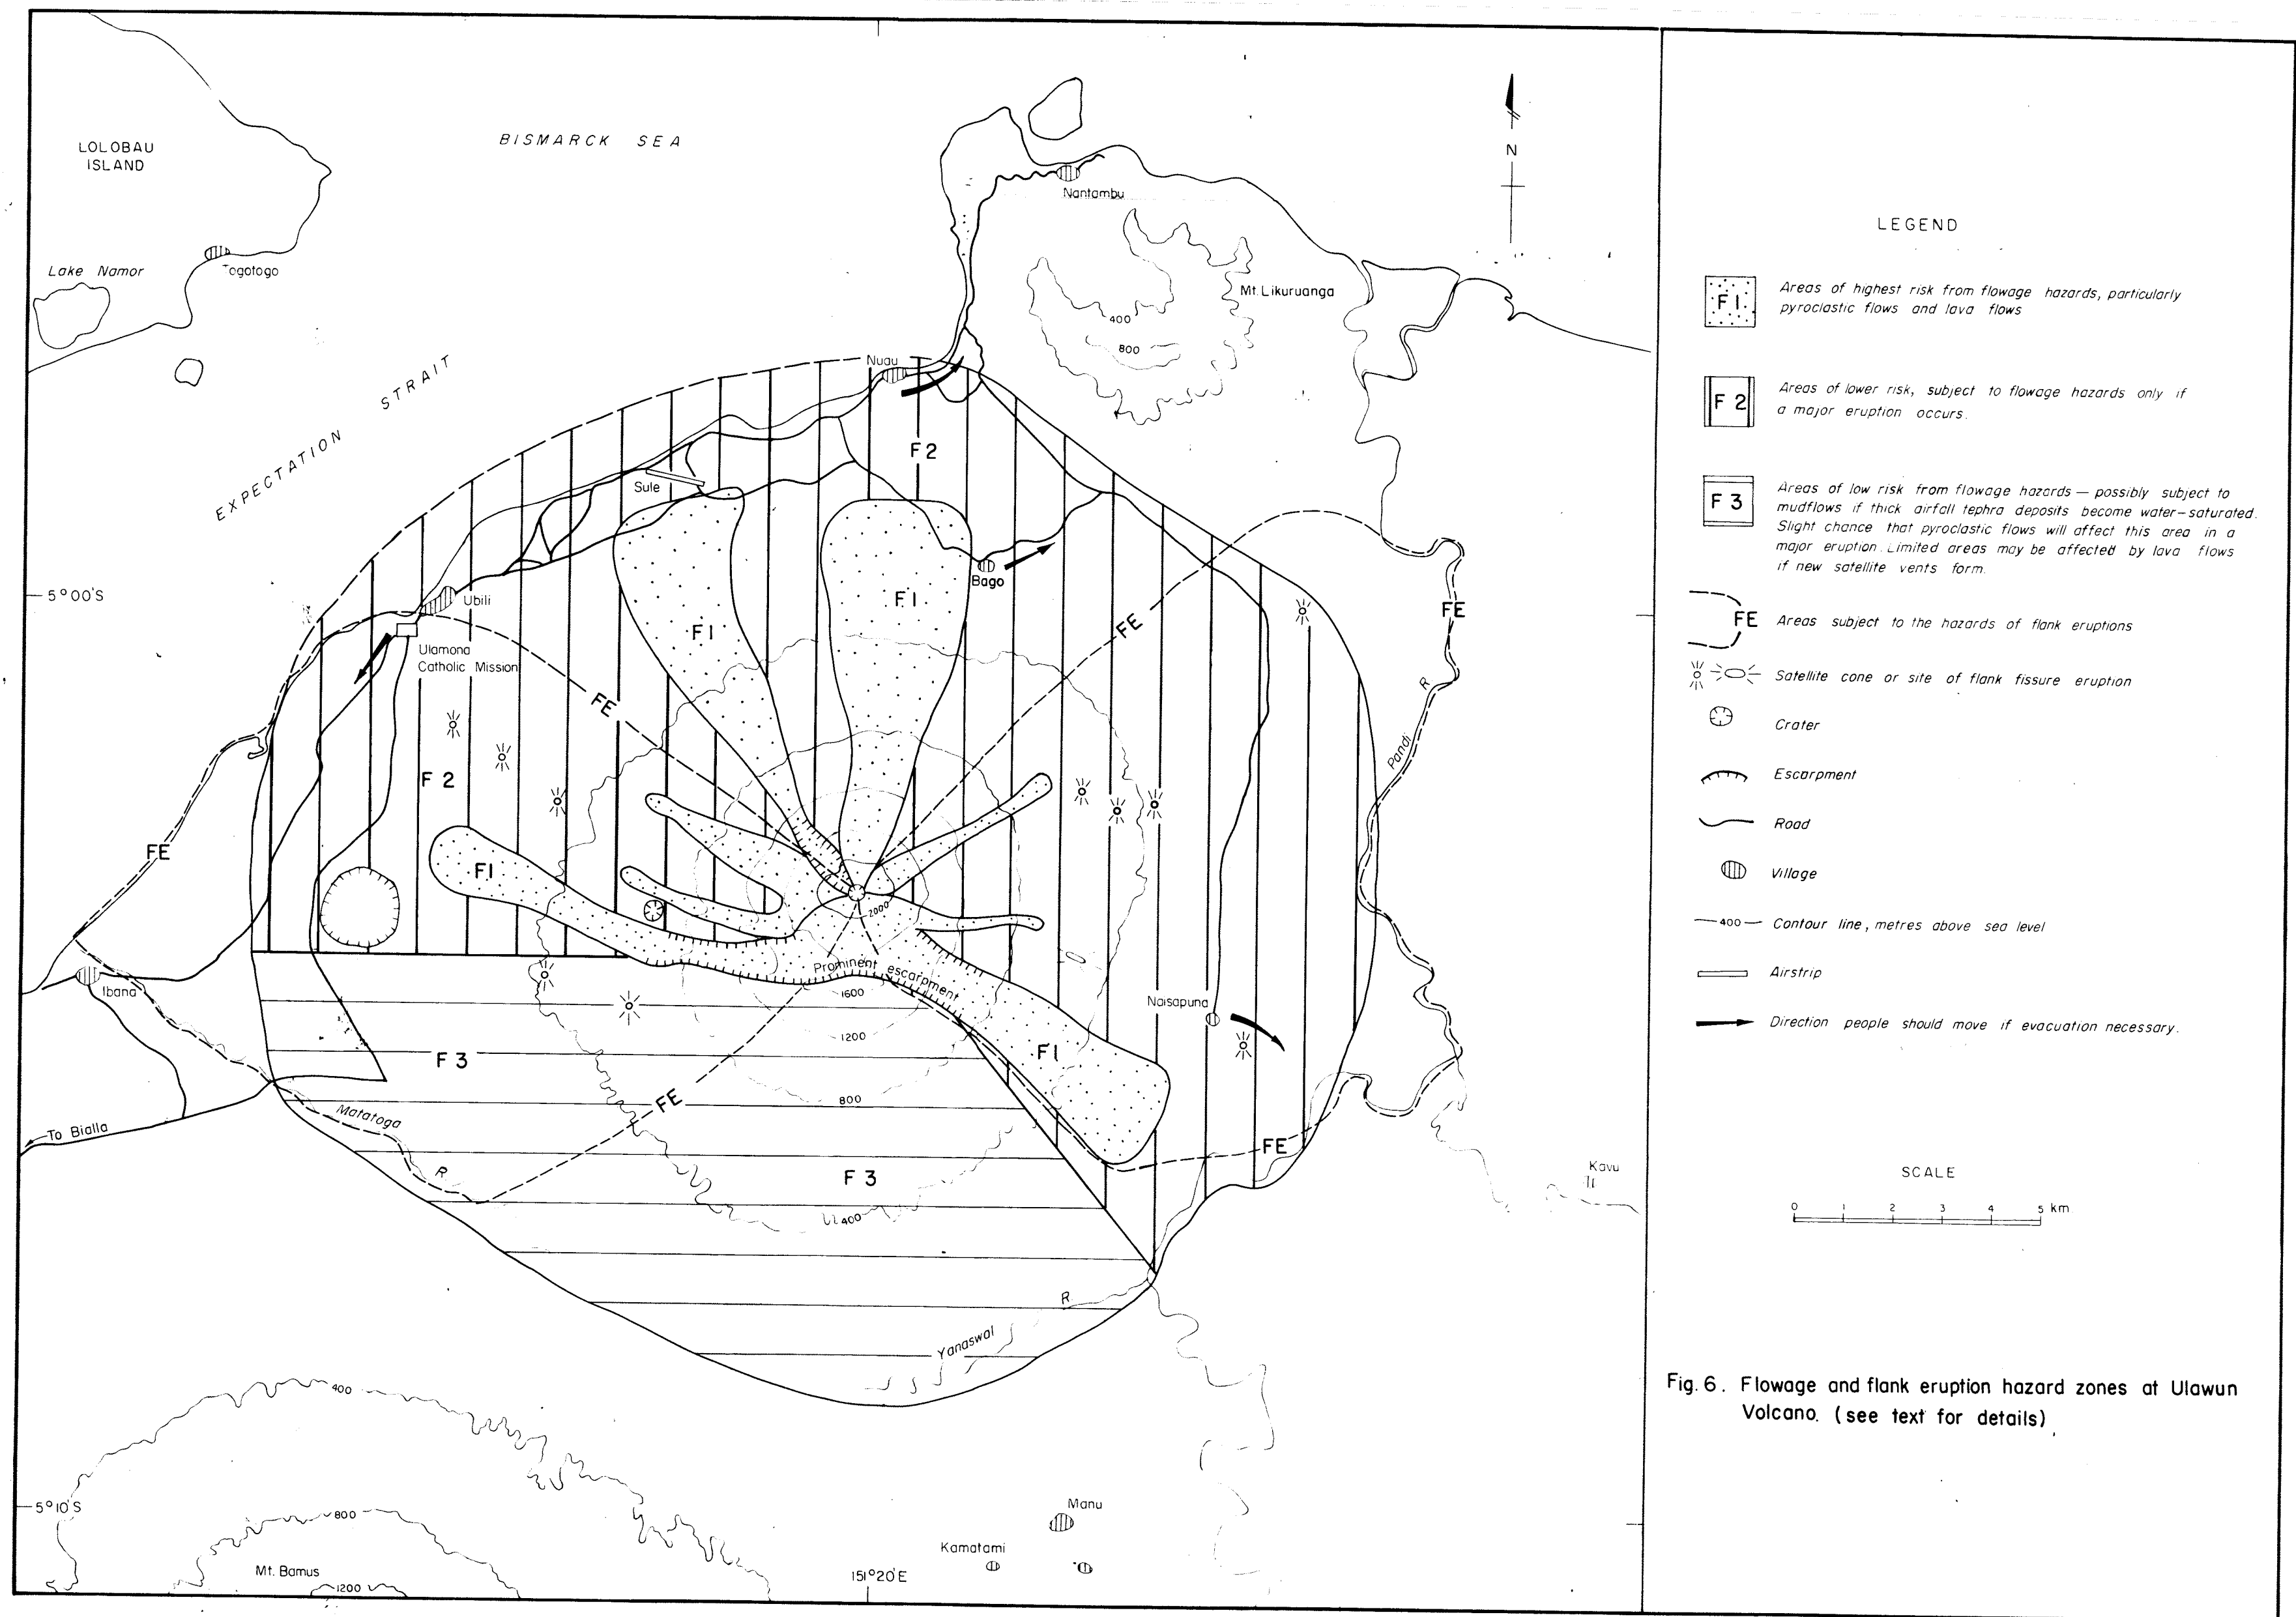 BISMARCK SEA
LOLOBAU
ISLAND
N
Nantambu
Lake Namor
Togotogo
Mt. Likuruanga
400
800
Nuau
EXPECTATION STRAIT
F 2
Sule
5°00'S
Ubili
F1
F1
Bago
FE
FE
Ulamona
Catholic Mission
FE
F 2
Pandi R
FE
F1
2000
Prominent escarpment
1600
Ibana
Naisapuna
1200
F 3
F1
800
FE
Matatoga R
To Bialla
FE
F 3
400
Kavu
R
Yanaswal
400
5°10'S
800
Manu
Kamatami
Mt. Bamus
1200
151°20'E
LEGEND
F1 Areas of highest risk from flowage hazards, particularly
pyroclastic flows and lava flows
F 2 Areas of lower risk, subject to flowage hazards only if
a major eruption occurs.
F 3 Areas of low risk from flowage hazards — possibly subject to
mudflows if thick airfall tephra deposits become water-saturated.
Slight chance that pyroclastic flows will affect this area in a
major eruption. Limited areas may be affected by lava flows
if new satellite vents form.
FE Areas subject to the hazards of flank eruptions
Satellite cone or site of flank fissure eruption
Crater
Escarpment
Road
Village
400 Contour line, metres above sea level
Airstrip
Direction people should move if evacuation necessary.
SCALE
0 1 2 3 4 5 km.
Fig. 6. Flowage and flank eruption hazard zones at Ulawun
Volcano. (see text for details)